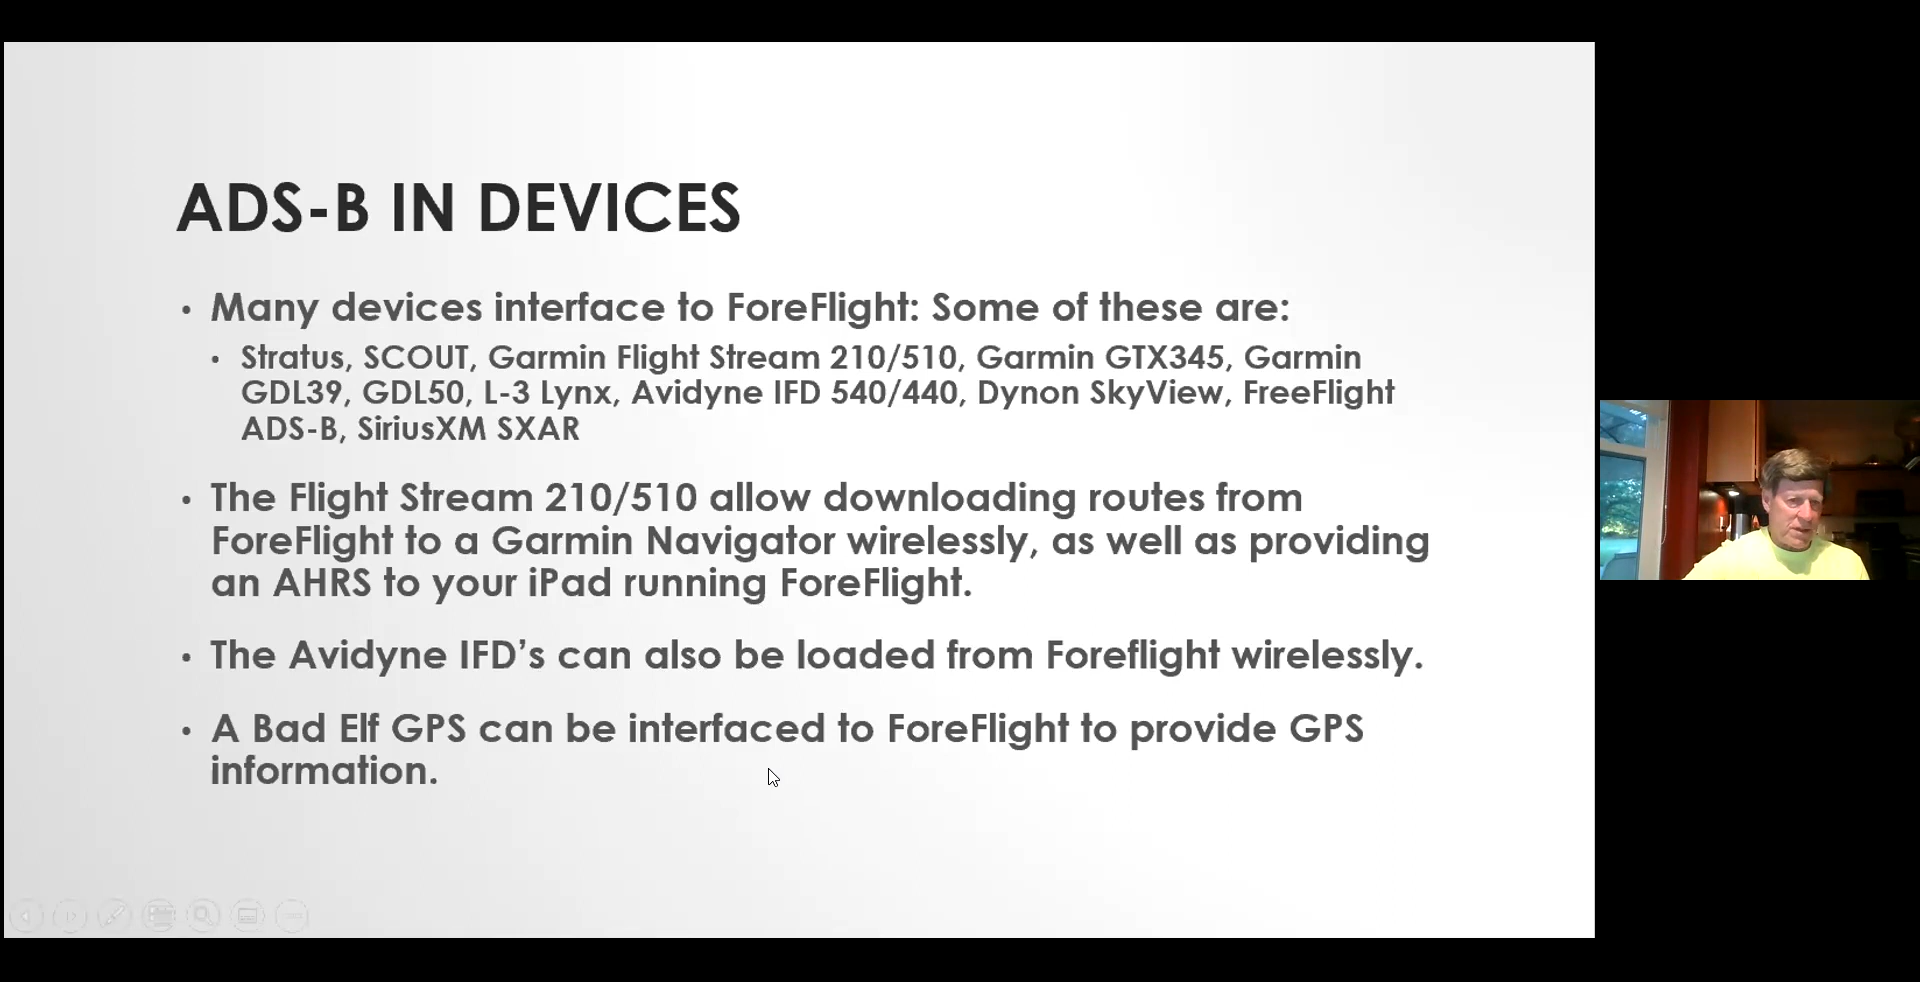 ADS-B IN DEVICES
• Many devices interface to ForeFlight: Some of these are:
• Stratus, SCOUT, Garmin Flight Stream 210/510, Garmin GTX345, Garmin
GDL39, GDL50, L-3 Lynx, Avidyne IFD 540/440, Dynon SkyView, FreeFlight
ADS-B, SiriusXM SXAR
• The Flight Stream 210/510 allow downloading routes from
ForeFlight to a Garmin Navigator wirelessly, as well as providing
an AHRS to your iPad running ForeFlight.
• The Avidyne IFD’s can also be loaded from Foreflight wirelessly.
• A Bad Elf GPS can be interfaced to ForeFlight to provide GPS
information.